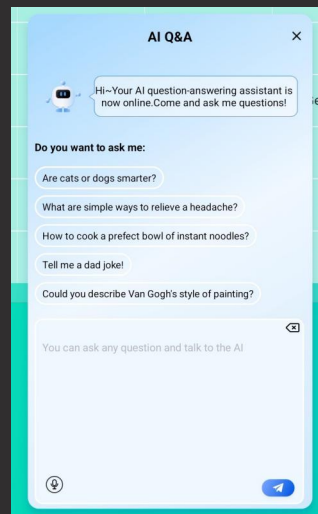 AI Q&A
Hi~Your AI question-answering assistant is
now online.Come and ask me questions!
Do you want to ask me:
Are cats or dogs smarter?
What are simple ways to relieve a headache?
How to cook a prefect bowl of instant noodles?
Tell me a dad joke!
Could you describe Van Gogh's style of painting?
You can ask any question and talk to the AI